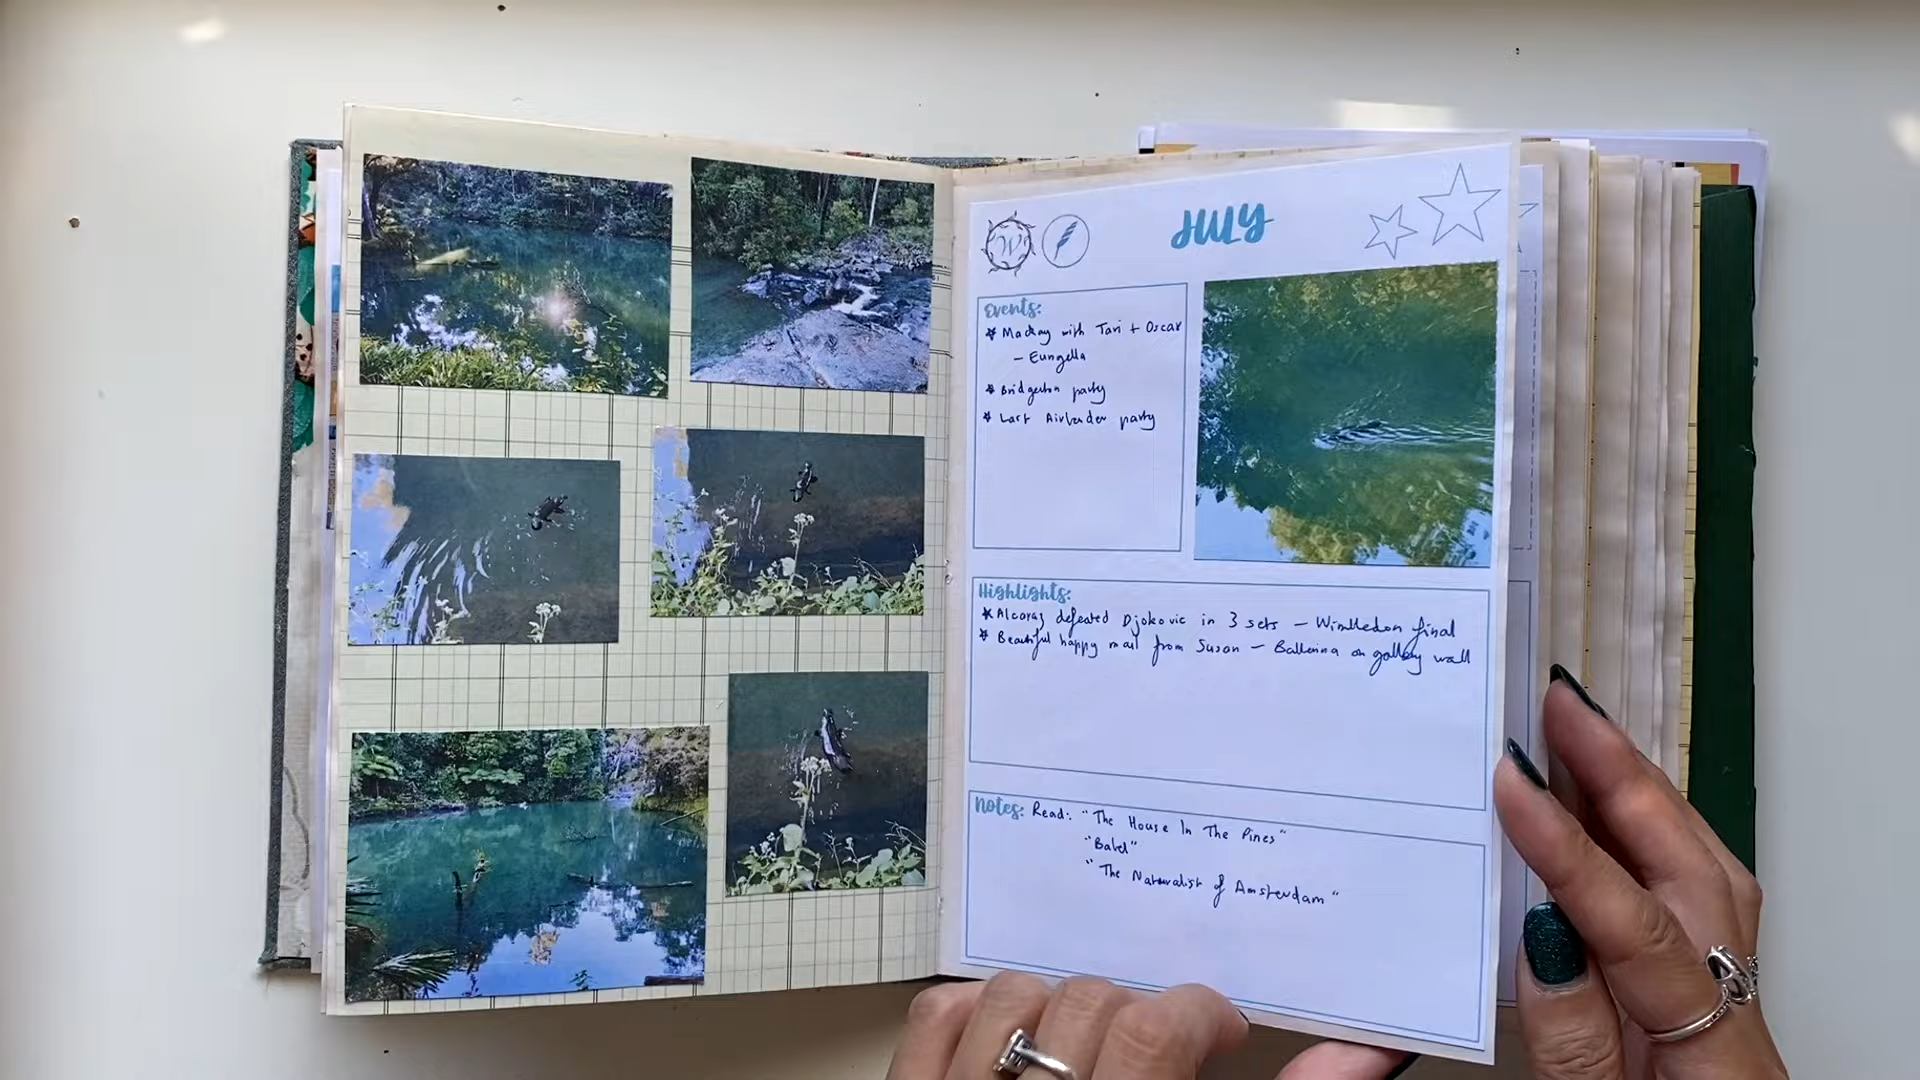 JULY
Events:
* Mackay with Tari + Oscar
- Eungella
* Bridgerton party
* Last Airbender party
Highlights:
* Alcaraz defeated Djokovic in 3 sets - Wimbledon final
* Beautiful happy mail from Susan - Ballerina on gallery wall
Notes: Read: "The House In The Pines"
"Babel"
"The Naturalist of Amsterdam"